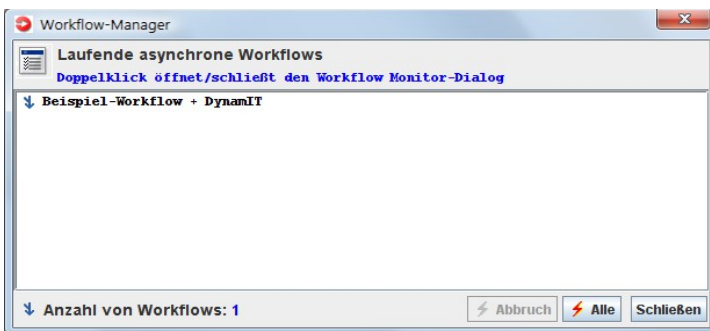 Workflow-Manager
Laufende asynchrone Workflows
Doppelklick öffnet/schließt den Workflow Monitor-Dialog
Beispiel-Workflow + DynamIT
Anzahl von Workflows: 1
Abbruch Alle Schließen